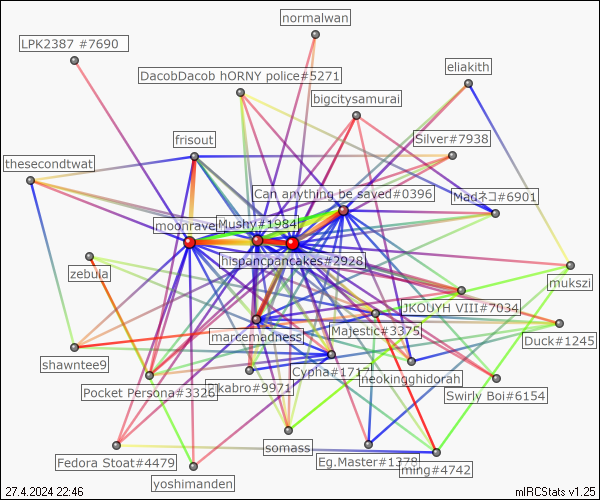 normalwan
LPK2387 #7690
eliakith
DacobDacob hORNY police#5271
bigcitysamurai
Silver#7938
frisout
thesecondtwat
Can anything be saved#0396
Madネコ#6901
moonrave
Mushy#1984
hispancpancakes#2928
zebula
mukszi
JKOUYH VIII#7034
marcemadness
Majestic#3375
Duck#1245
shawntee9
Cypha#1717
neokingghidorah
Pocket Persona#3326
kabro#9971
Swirly Boi#6154
somass
Fedora Stoat#4479
Eg.Master#1378
ming#4742
yoshimanden
27.4.2024 22:46
mIRCStats v1.25